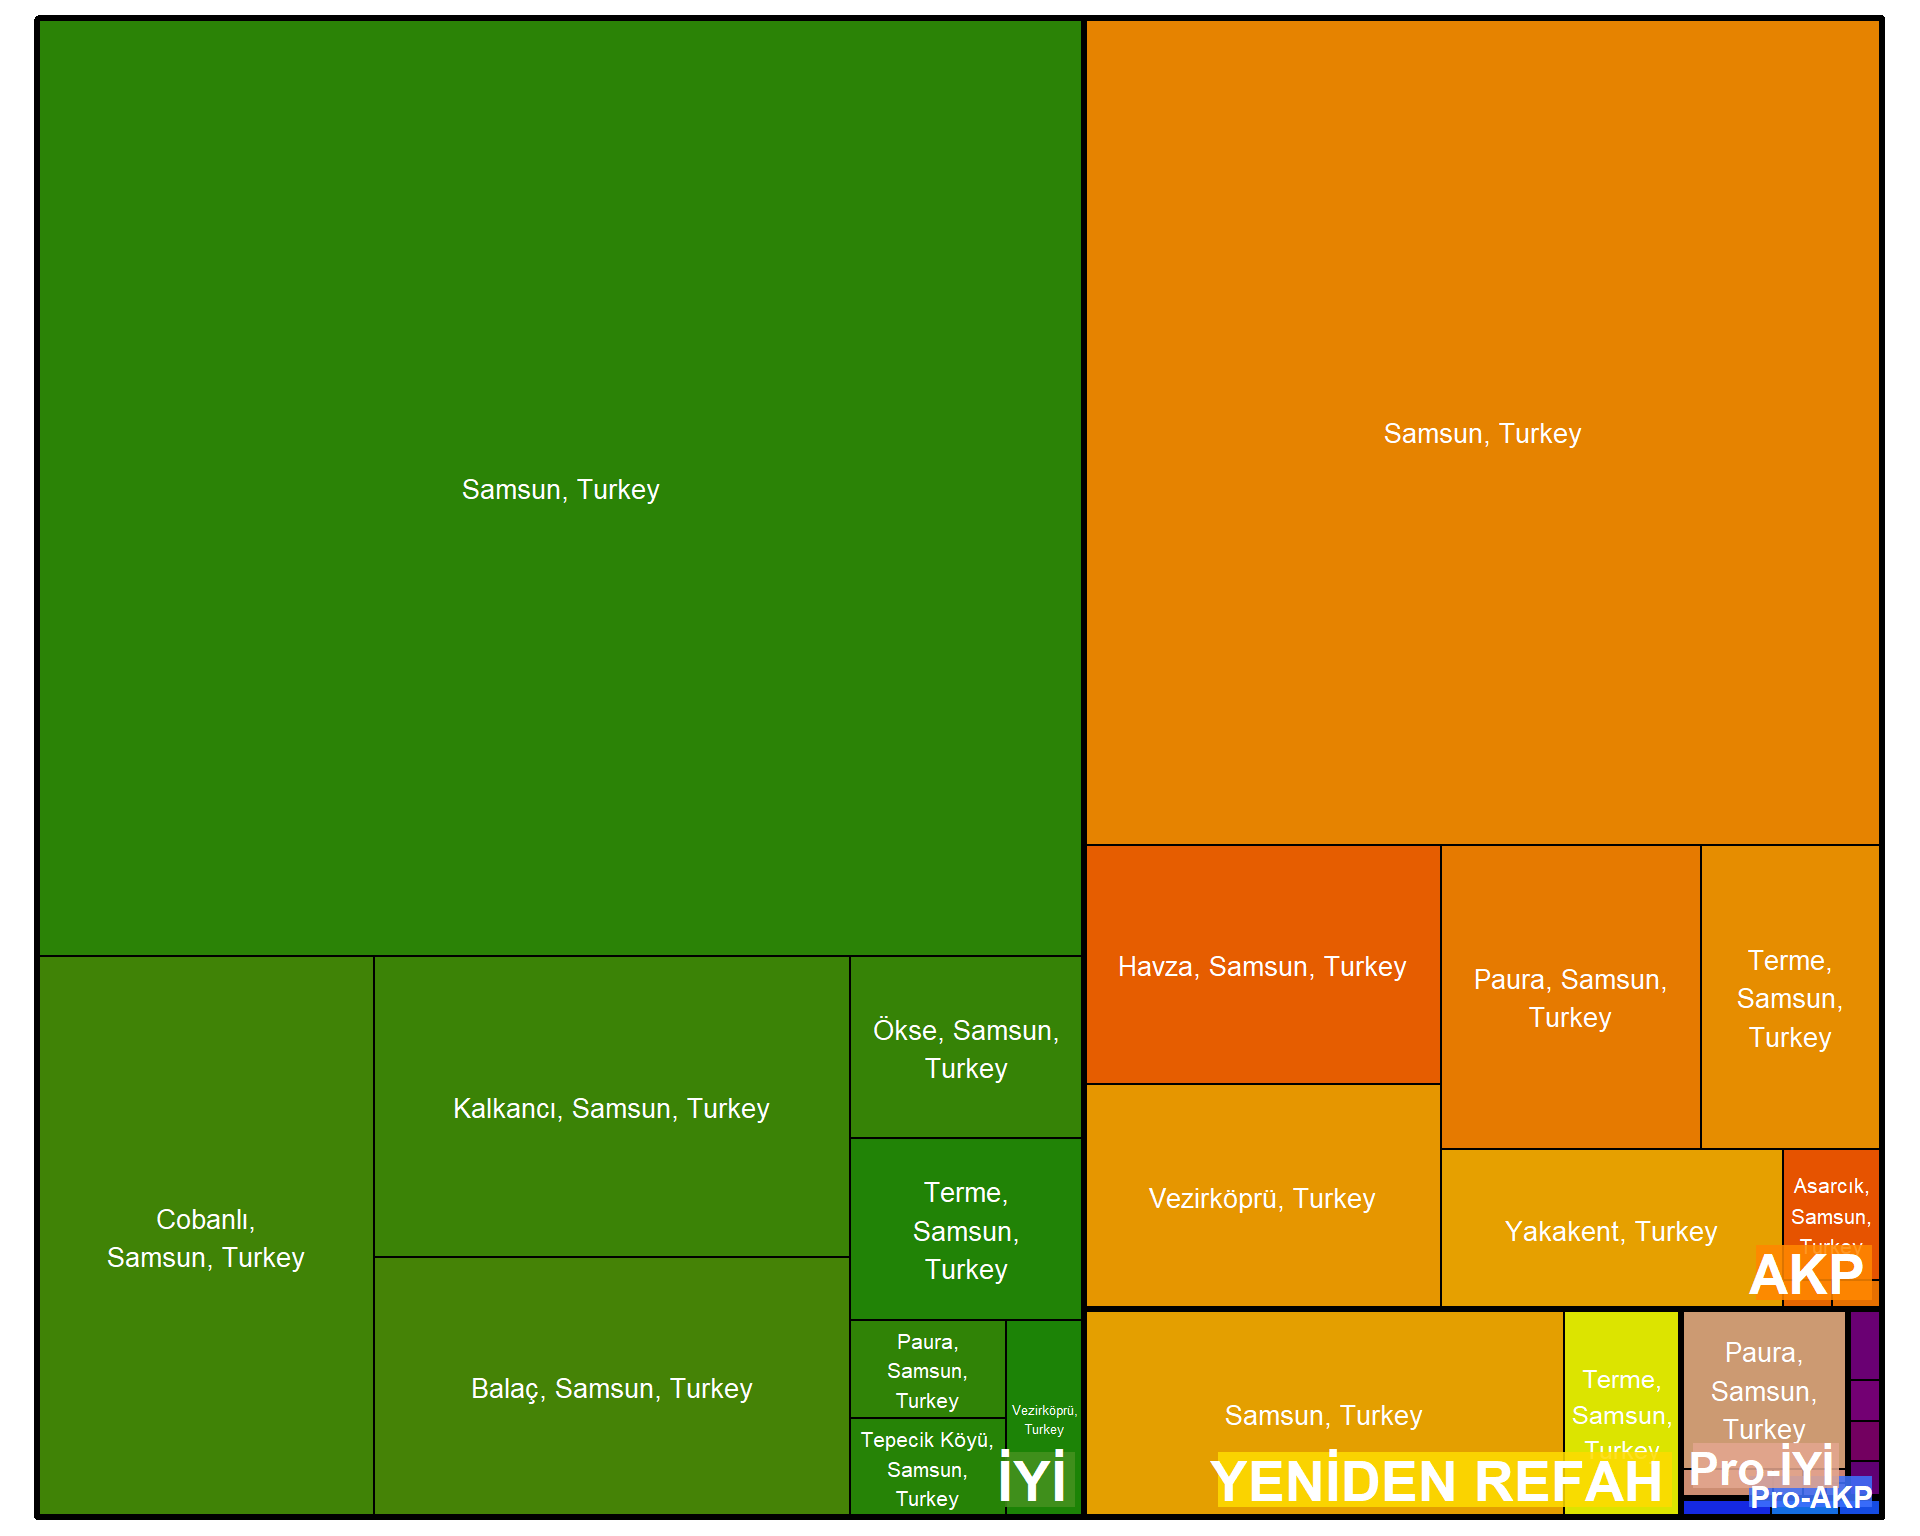 Samsun, Turkey
Cobanlı,
Samsun, Turkey
Kalkancı, Samsun, Turkey
Balaç, Samsun, Turkey
Ökse, Samsun,
Turkey
Terme,
Samsun,
Turkey
Paura,
Samsun,
Turkey
Tepecik Köyü,
Samsun,
Turkey
Vezirköprü,
Turkey
İYİ
Samsun, Turkey
Havza, Samsun, Turkey
Vezirköprü, Turkey
Paura, Samsun,
Turkey
Terme,
Samsun,
Turkey
Yakakent, Turkey
Asarcık,
Samsun,
Turkey
AKP
Samsun, Turkey
Terme,
Samsun,
Turkey
YENİDEN REFAH
Paura,
Samsun,
Turkey
Pro-İYİ
Pro-AKP